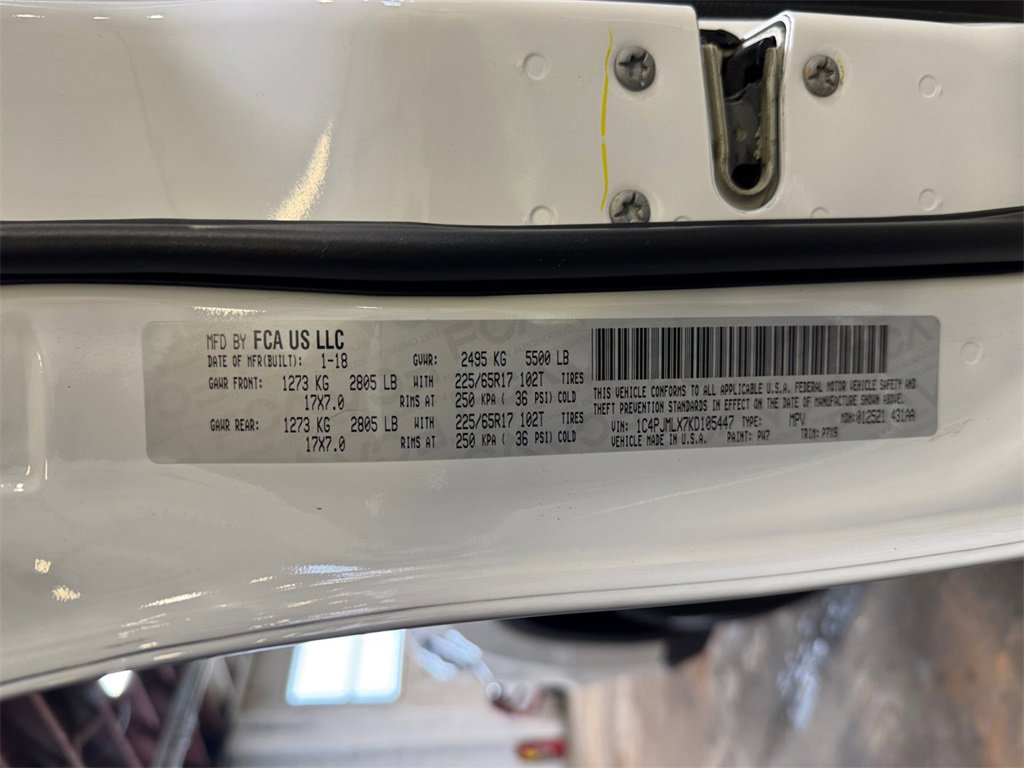 MFD BY FCA US LLC
DATE OF MFR(BUILT): 1-18 GVWR: 2495 KG 5500 LB
GAWR FRONT: 1273 KG 2805 LB WITH 225/65R17 102T TIRES
17X7.0 RIMS AT 250 KPA ( 36 PSI) COLD
GAWR REAR: 1273 KG 2805 LB WITH 225/65R17 102T TIRES
17X7.0 RIMS AT 250 KPA ( 36 PSI) COLD
THIS VEHICLE CONFORMS TO ALL APPLICABLE U.S.A. FEDERAL MOTOR VEHICLE SAFETY AND
THEFT PREVENTION STANDARDS IN EFFECT ON THE DATE OF MANUFACTURE SHOWN ABOVE.
VIN: 1C4PJMLX7KD105447 TYPE: MPV MDH:012521 431AA
VEHICLE MADE IN U.S.A. PAINT: PW7 TRIM: P7X9